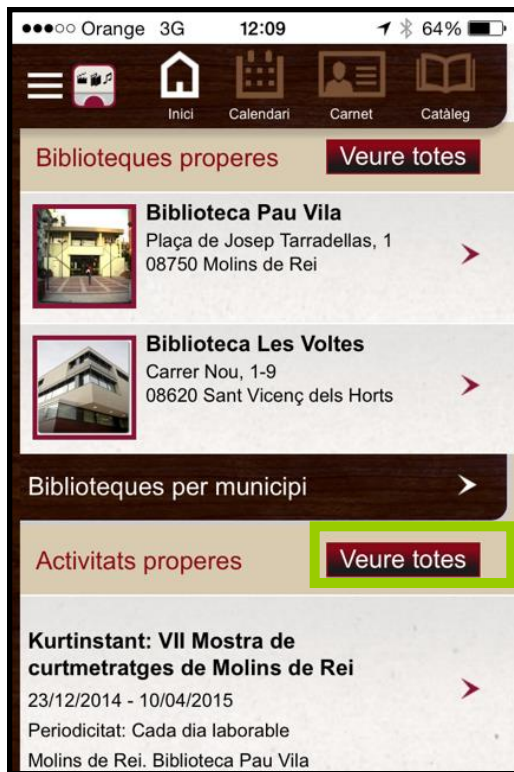 Orange 3G 12:09 64%
Inici Calendari Carnet Catàleg
Biblioteques properes Veure totes
Biblioteca Pau Vila
Plaça de Josep Tarradellas, 1
08750 Molins de Rei
Biblioteca Les Voltes
Carrer Nou, 1-9
08620 Sant Vicenç dels Horts
Biblioteques per municipi
Activitats properes Veure totes
Kurtinstant: VII Mostra de
curtmetratges de Molins de Rei
23/12/2014 - 10/04/2015
Periodicitat: Cada dia laborable
Molins de Rei. Biblioteca Pau Vila